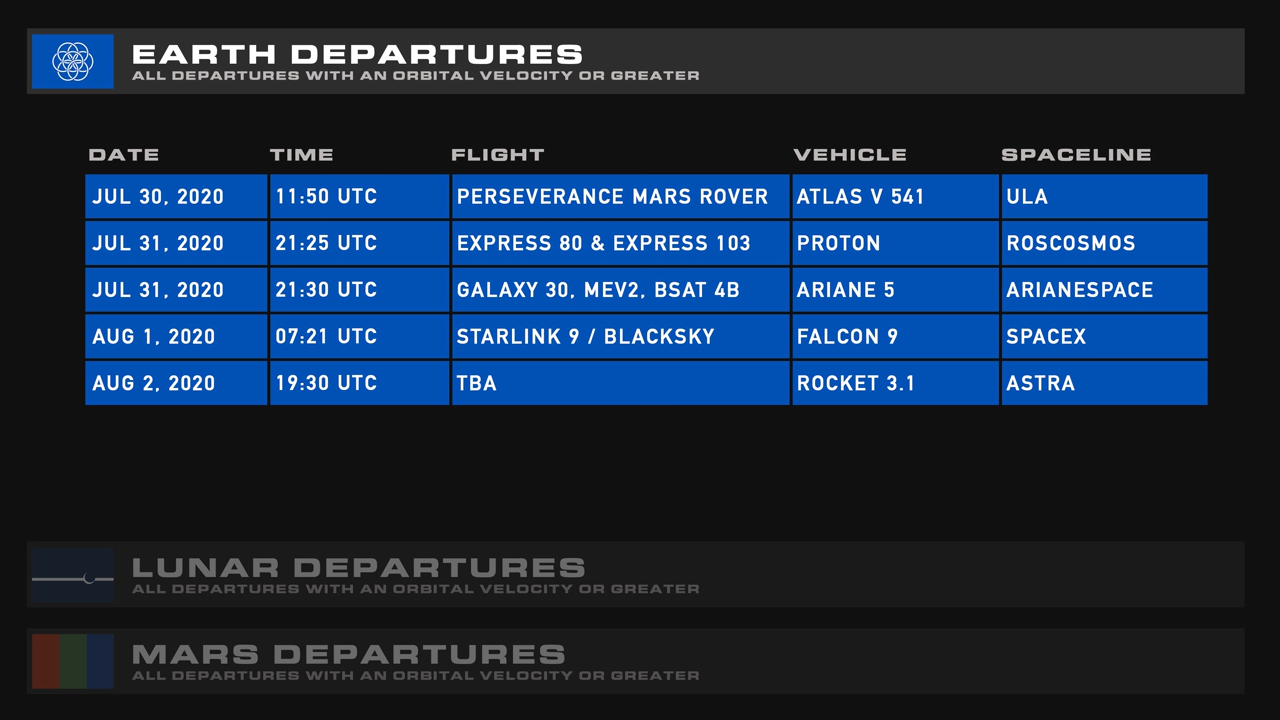 EARTH DEPARTURES
ALL DEPARTURES WITH AN ORBITAL VELOCITY OR GREATER
DATE TIME FLIGHT VEHICLE SPACELINE
JUL 30, 2020 11:50 UTC PERSEVERANCE MARS ROVER ATLAS V 541 ULA
JUL 31, 2020 21:25 UTC EXPRESS 80 & EXPRESS 103 PROTON ROSCOSMOS
JUL 31, 2020 21:30 UTC GALAXY 30, MEV2, BSAT 4B ARIANE 5 ARIANESPACE
AUG 1, 2020 07:21 UTC STARLINK 9 / BLACKSKY FALCON 9 SPACEX
AUG 2, 2020 19:30 UTC TBA ROCKET 3.1 ASTRA
LUNAR DEPARTURES
ALL DEPARTURES WITH AN ORBITAL VELOCITY OR GREATER
MARS DEPARTURES
ALL DEPARTURES WITH AN ORBITAL VELOCITY OR GREATER